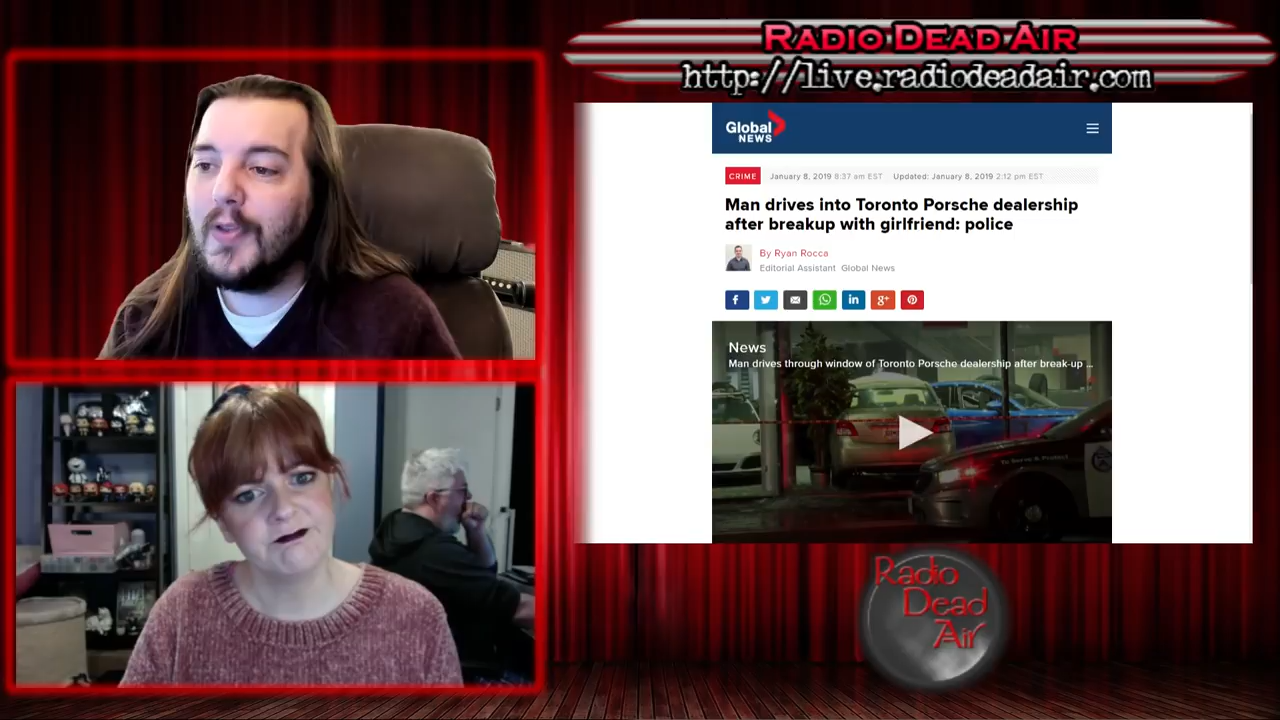 Radio Dead Air
http://live.radiodeadair.com
Global
NEWS
CRIME January 8, 2019 8:37 am EST Updated: January 8, 2019 2:12 pm EST
Man drives into Toronto Porsche dealership
after breakup with girlfriend: police
By Ryan Rocca
Editorial Assistant Global News
News
Man drives through window of Toronto Porsche dealership after break-up ...
To Serve & Protect
Radio
Dead
Air